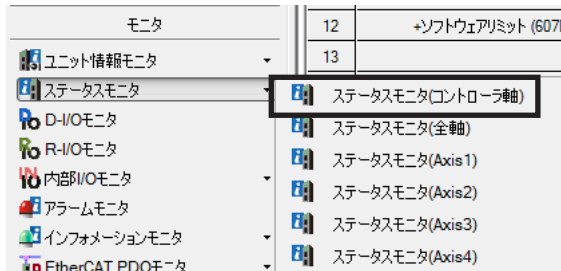 モニタ
ユニット情報モニタ
ステータスモニタ
D-I/Oモニタ
R-I/Oモニタ
内部I/Oモニタ
アラームモニタ
インフォメーションモニタ
EtherCAT PDOモニタ
12 +ソフトウェアリミット (607
13
ステータスモニタ(コントローラ軸)
ステータスモニタ(全軸)
ステータスモニタ(Axis1)
ステータスモニタ(Axis2)
ステータスモニタ(Axis3)
ステータスモニタ(Axis4)